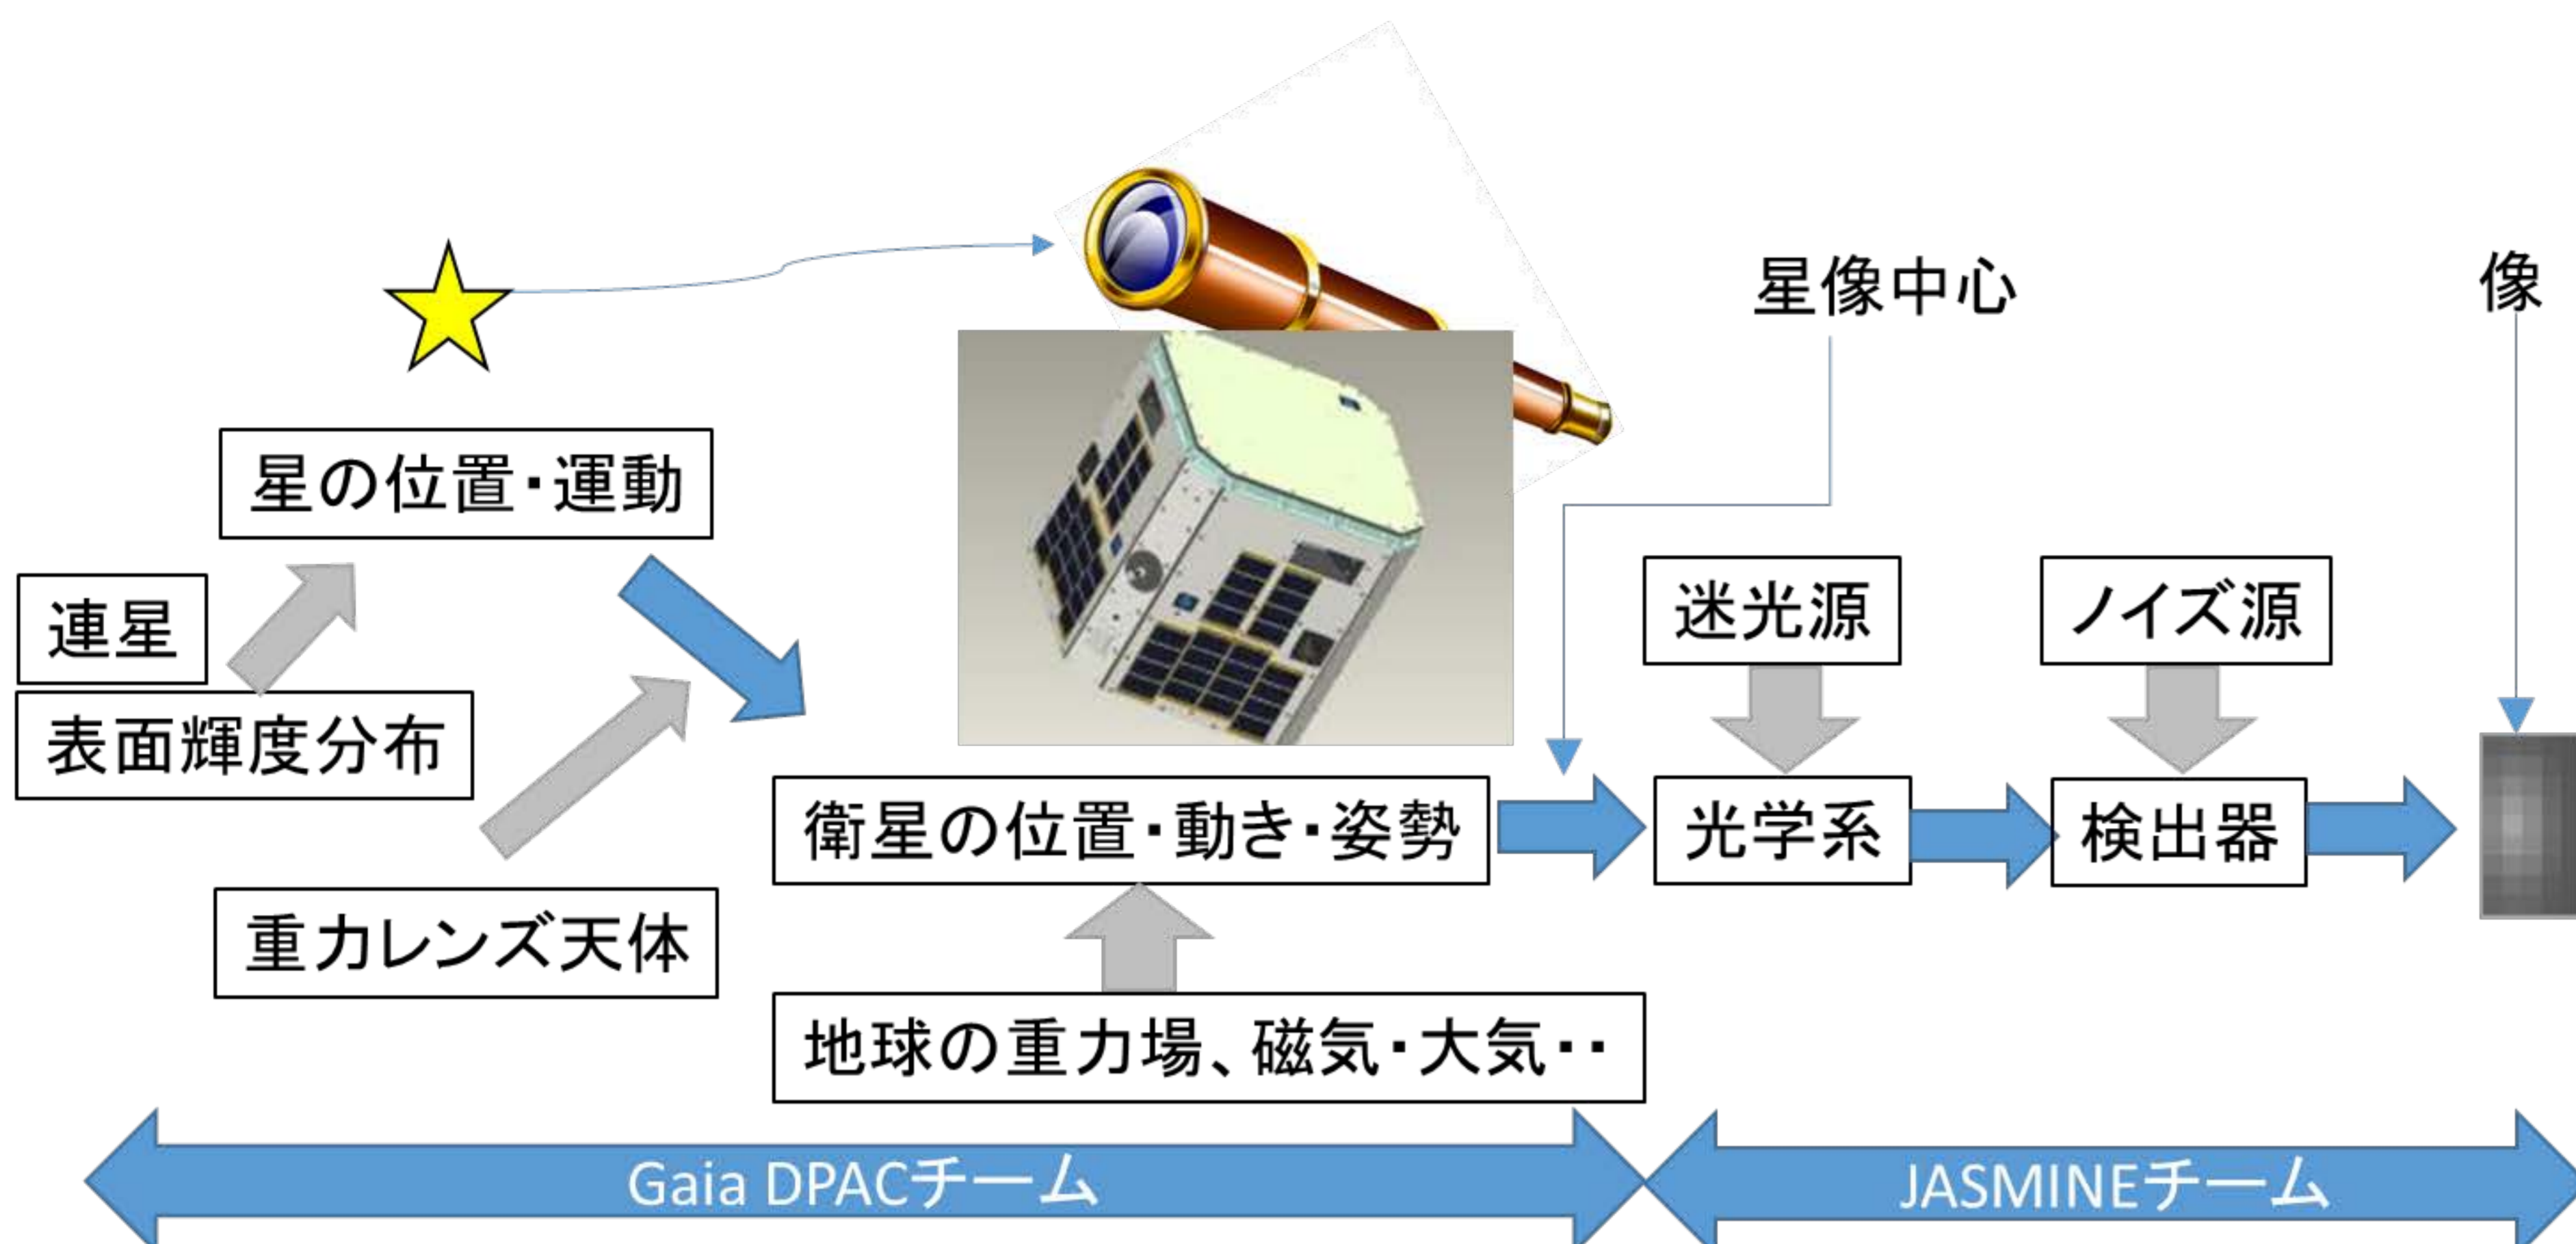 星像中心
像
星の位置・運動
連星
表面輝度分布
重力レンズ天体
迷光源
ノイズ源
衛星の位置・動き・姿勢
光学系
検出器
地球の重力場、磁気・大気・・
Gaia DPACチーム
JASMINEチーム